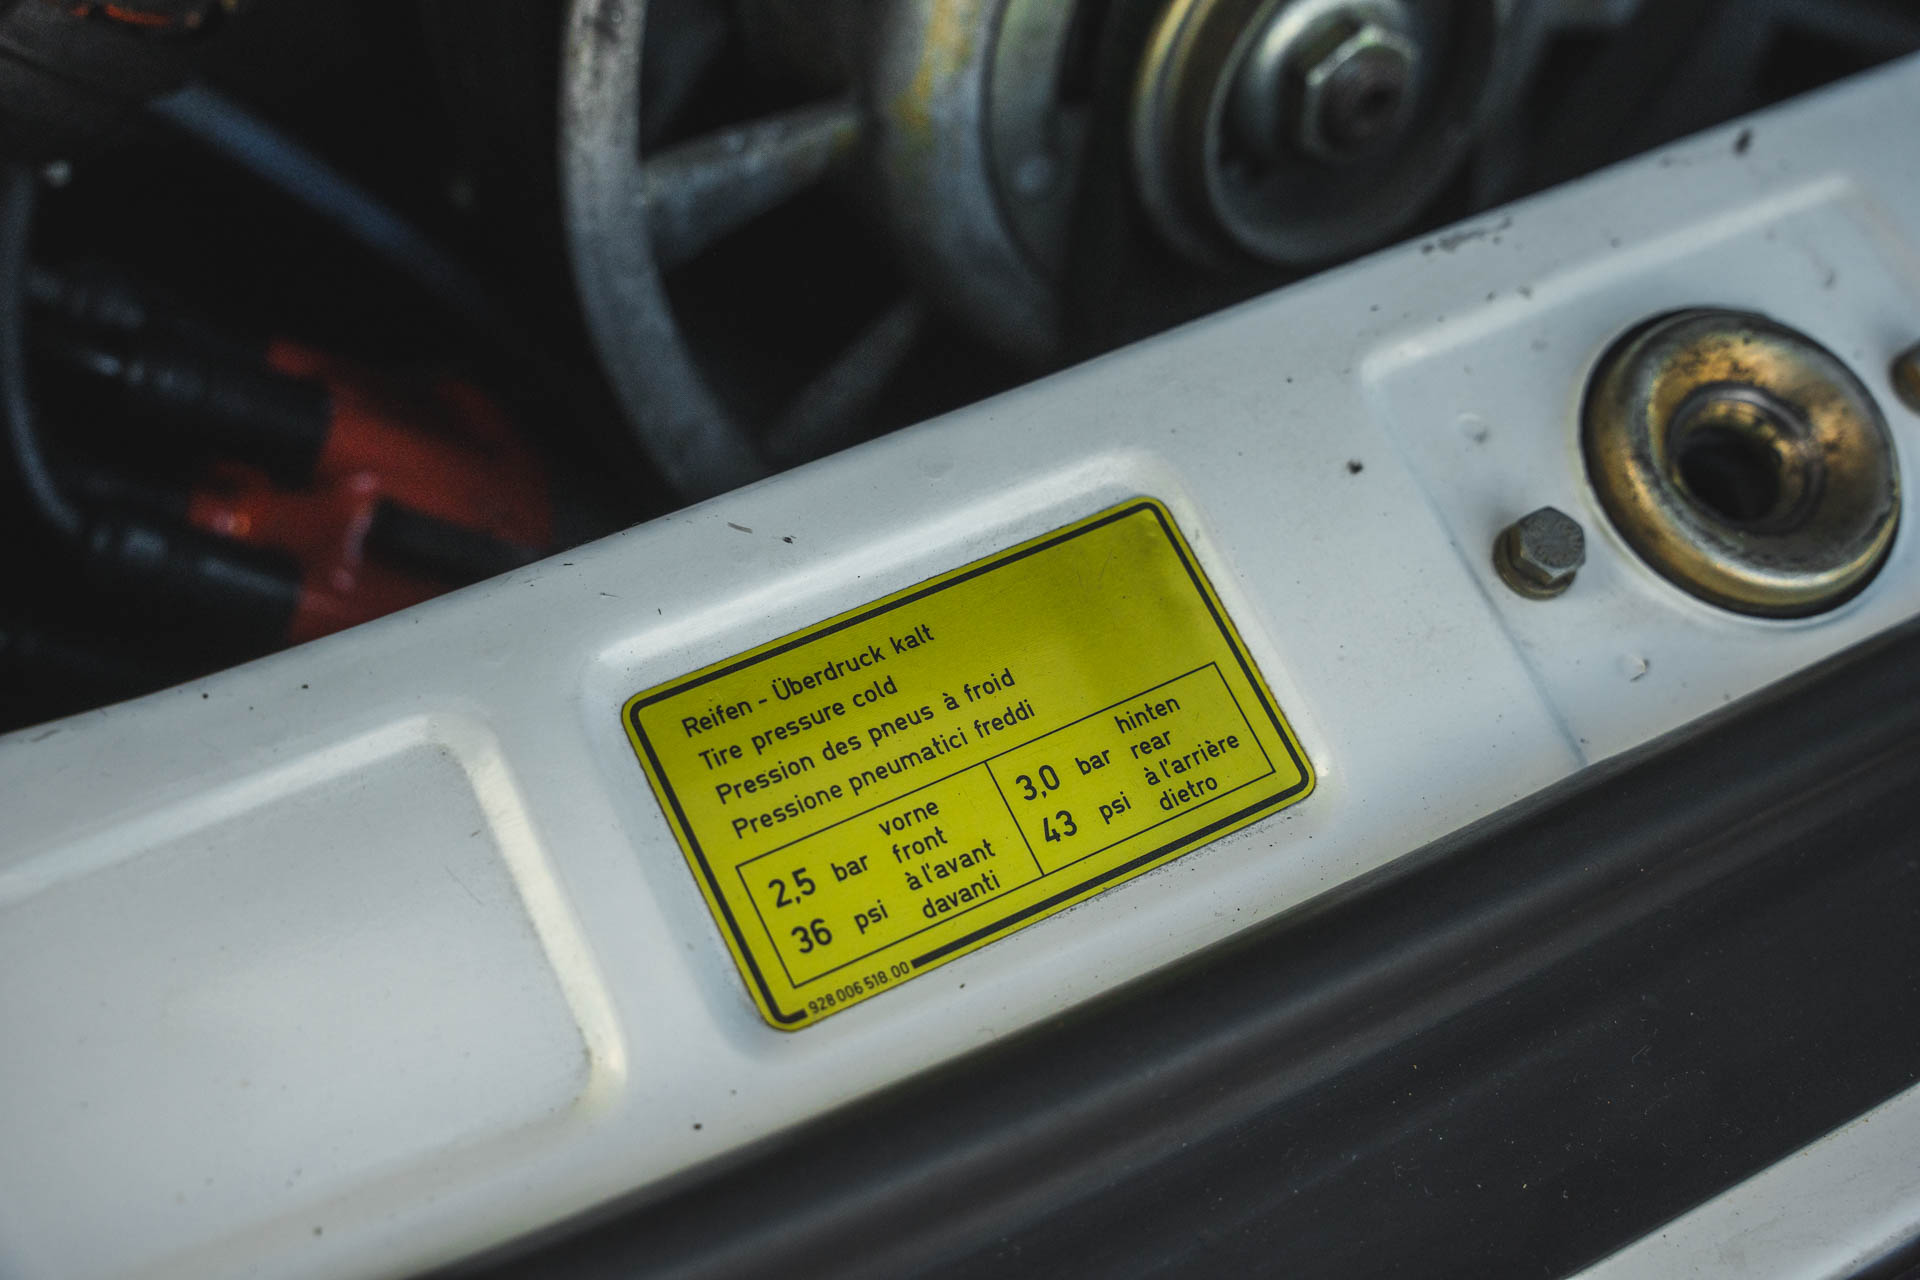 Reifen - Überdruck kalt
Tire pressure cold
Pression des pneus à froid
Pressione pneumatici freddi
2,5 bar
36 psi
vorne
front
à l'avant
davanti
3,0 bar
43 psi
hinten
rear
à l'arrière
dietro
928 006 518.00